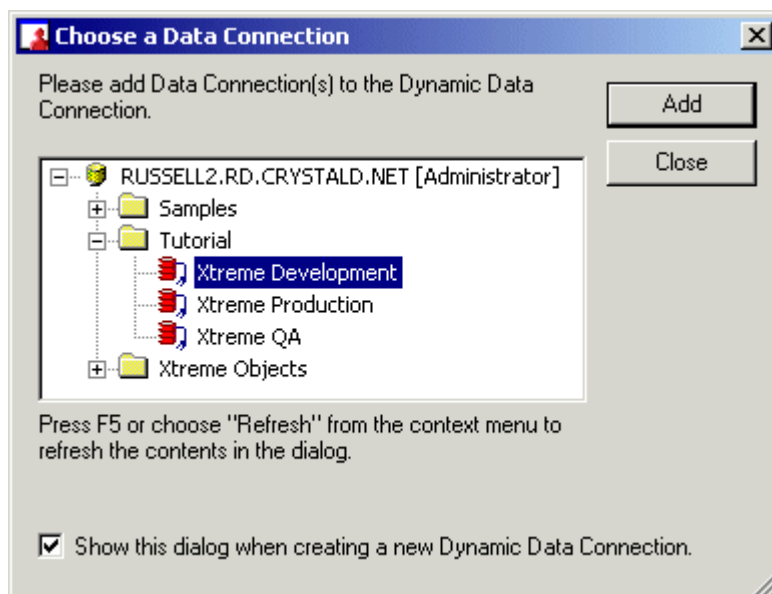 Choose a Data Connection
Please add Data Connection(s) to the Dynamic Data
Connection.
Add
Close
RUSSELL2.RD.CRYSTALD.NET [Administrator]
Samples
Tutorial
Xtreme Development
Xtreme Production
Xtreme QA
Xtreme Objects
Press F5 or choose "Refresh" from the context menu to
refresh the contents in the dialog.
Show this dialog when creating a new Dynamic Data Connection.